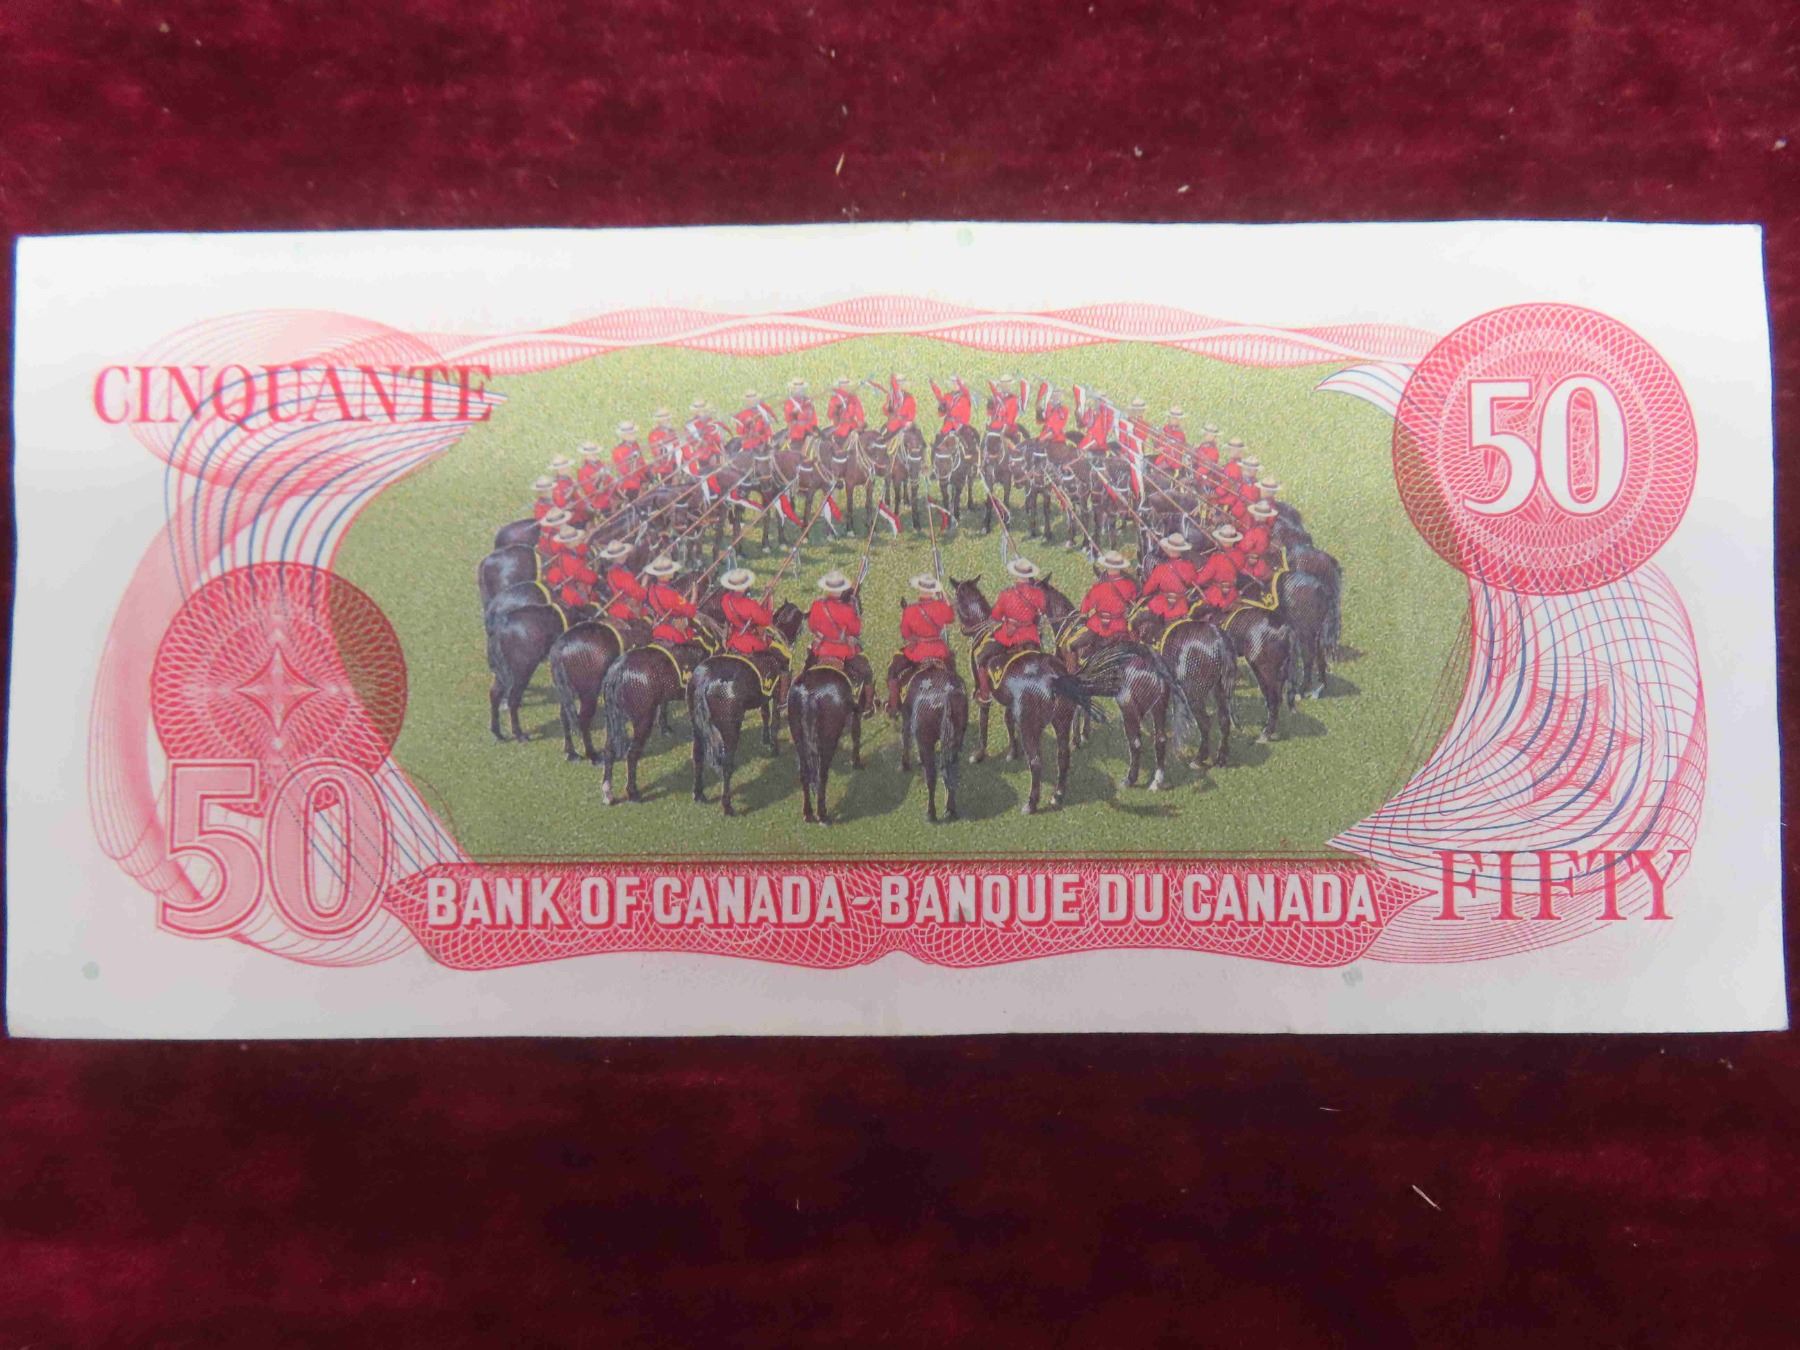 CINQUANTE
50
50
BANK OF CANADA - BANQUE DU CANADA
FIFTY